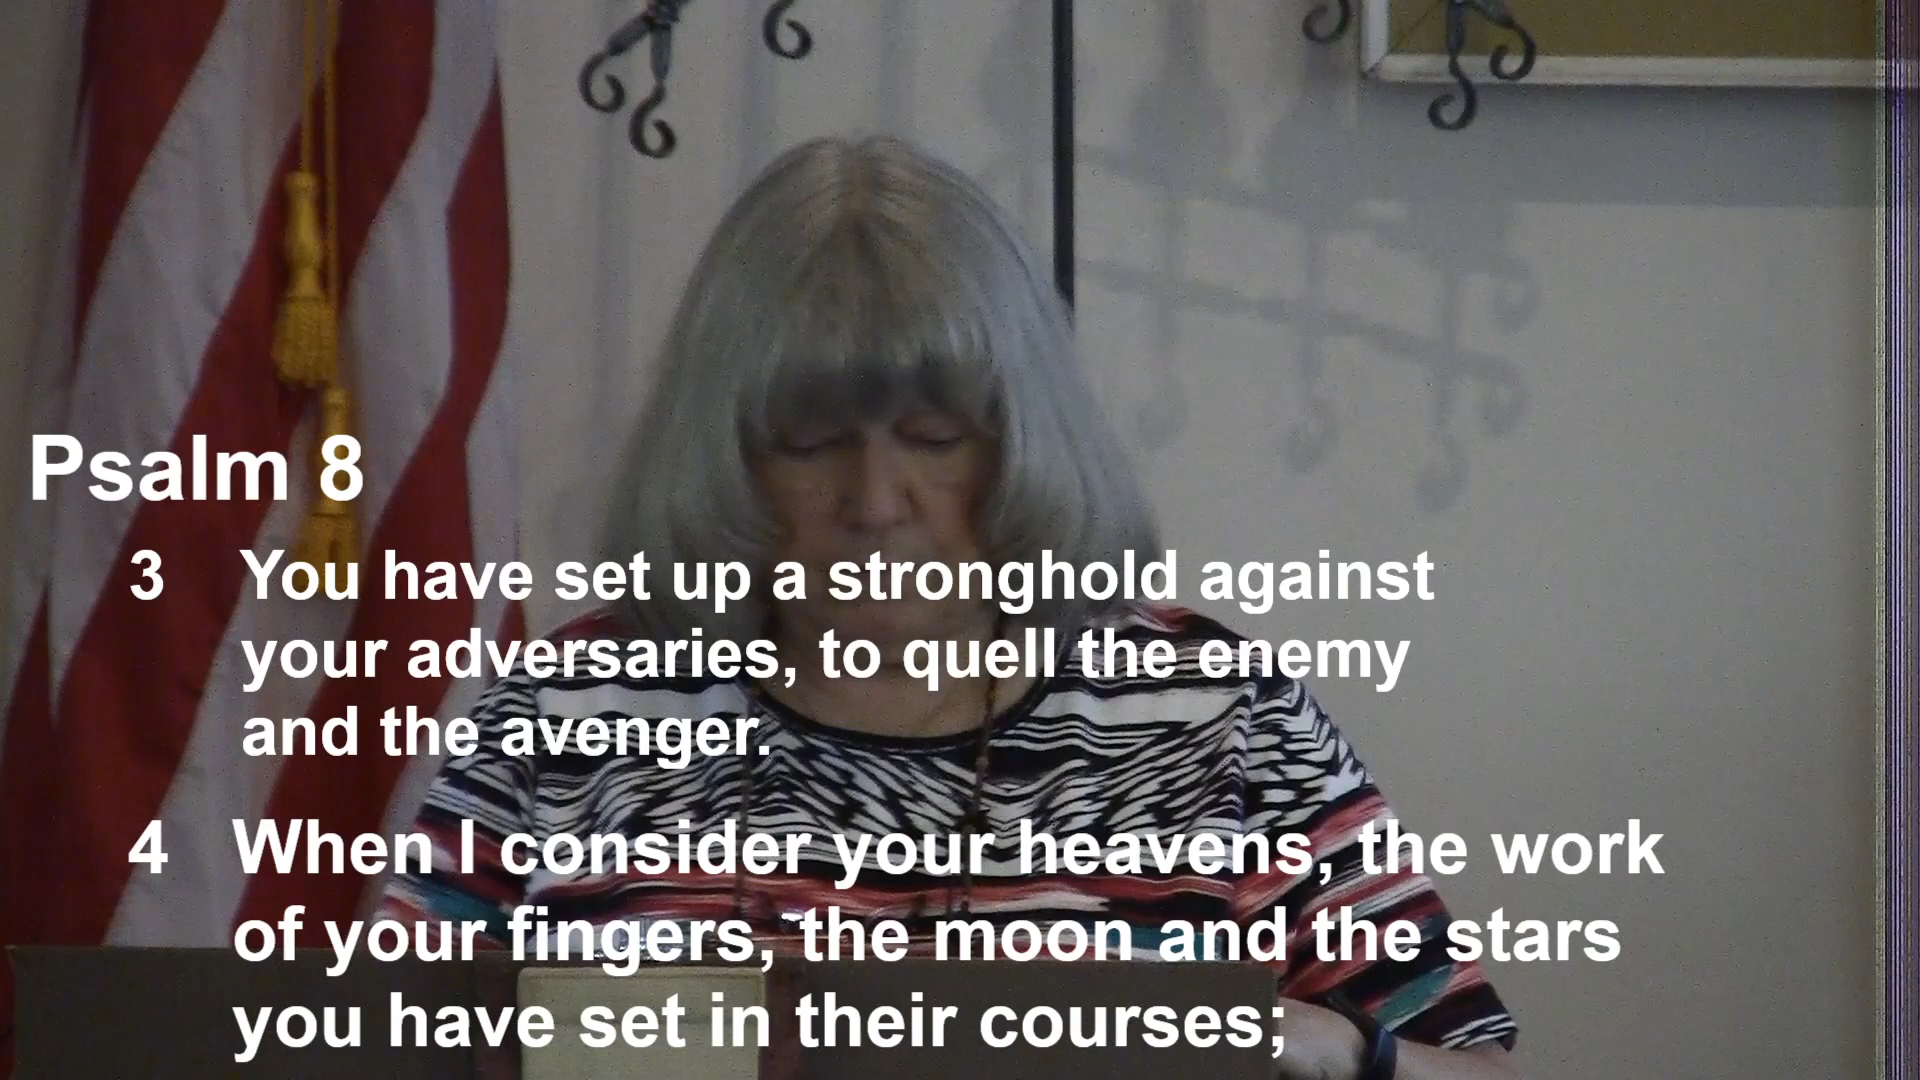 Psalm 8
3 You have set up a stronghold against
your adversaries, to quell the enemy
and the avenger.
4 When I consider your heavens, the work
of your fingers, the moon and the stars
you have set in their courses;